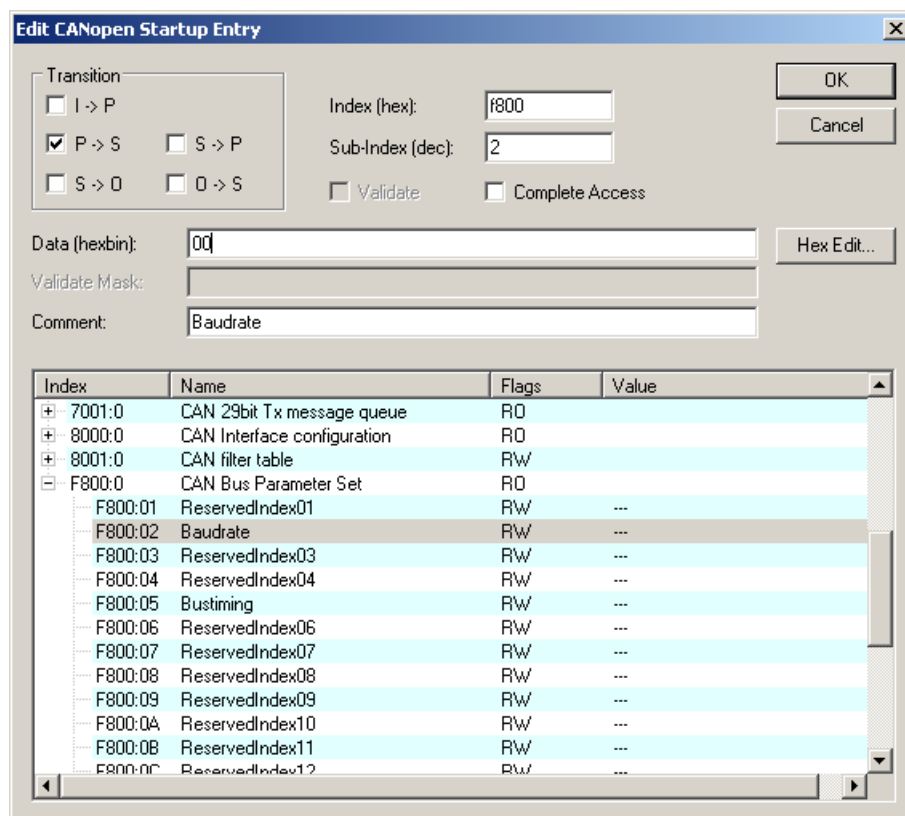 Edit CANopen Startup Entry
Transition
I -> P
P -> S
S -> P
S -> O
O -> S
Index (hex):
f800
Sub-Index (dec):
2
Validate
Complete Access
OK
Cancel
Data (hexbin):
00
Hex Edit...
Validate Mask:
Comment:
Baudrate
Index Name Flags Value
7001:0 CAN 29bit Tx message queue RO
8000:0 CAN Interface configuration RO
8001:0 CAN filter table RW
F800:0 CAN Bus Parameter Set RO
F800:01 ReservedIndex01 RW ---
F800:02 Baudrate RW ---
F800:03 ReservedIndex03 RW ---
F800:04 ReservedIndex04 RW ---
F800:05 Bustiming RW ---
F800:06 ReservedIndex06 RW ---
F800:07 ReservedIndex07 RW ---
F800:08 ReservedIndex08 RW ---
F800:09 ReservedIndex09 RW ---
F800:0A ReservedIndex10 RW ---
F800:0B ReservedIndex11 RW ---
F800:0C ReservedIndex12 RW ---